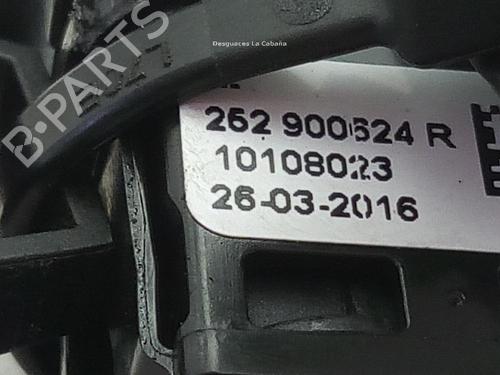 Desguaces La Cabaña
B-PARTS
252 900624 R
10108023
26-03-2016